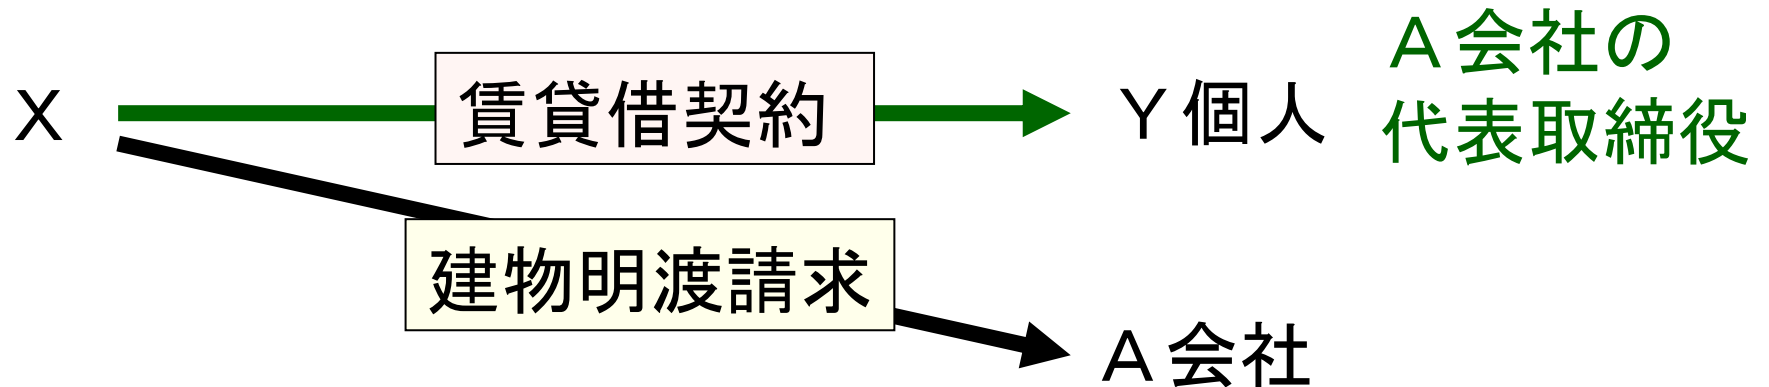 X
賃貸借契約
Y個人
A会社の
代表取締役
建物明渡請求
A会社